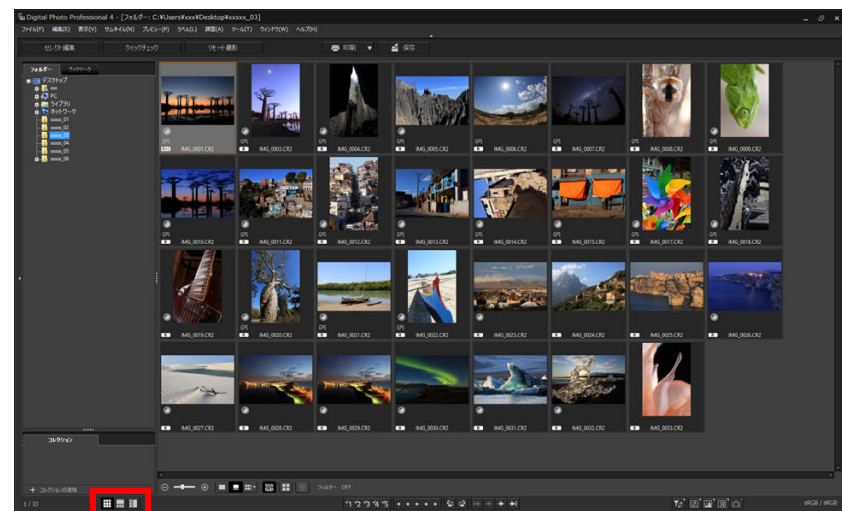 Digital Photo Professional 4 - [フォルダー: C:¥Users¥xxx¥Desktop¥xxxxx_03]
ファイル(F) 編集(E) 表示(V) サムネイル(N) プレビュー(P) ラベル(L) 調整(A) ツール(T) ウィンドウ(W) ヘルプ(H)
セレクト編集 クイックチェック リモート撮影 印刷 保存
フォルダー ブックマーク
デスクトップ
xxx
PC
ライブラリ
ネットワーク
xxxxx_01
xxxxx_02
xxxxx_03
xxxxx_04
xxxxx_05
xxxxx_06
IMG_0001.CR2 IMG_0003.CR2 IMG_0004.CR2 IMG_0005.CR2 IMG_0006.CR2 IMG_0007.CR2 IMG_0008.CR2 IMG_0009.CR2
IMG_0010.CR2 IMG_0011.CR2 IMG_0012.CR2 IMG_0013.CR2 IMG_0014.CR2 IMG_0015.CR2 IMG_0017.CR2 IMG_0018.CR2
IMG_0019.CR2 IMG_0020.CR2 IMG_0021.CR2 IMG_0022.CR2 IMG_0023.CR2 IMG_0024.CR2 IMG_0025.CR2 IMG_0026.CR2
IMG_0027.CR2 IMG_0028.CR2 IMG_0029.CR2 IMG_0030.CR2 IMG_0031.CR2 IMG_0032.CR2 IMG_0033.CR2
コレクション
+ コレクションの追加
フィルター OFF
sRGB / sRGB